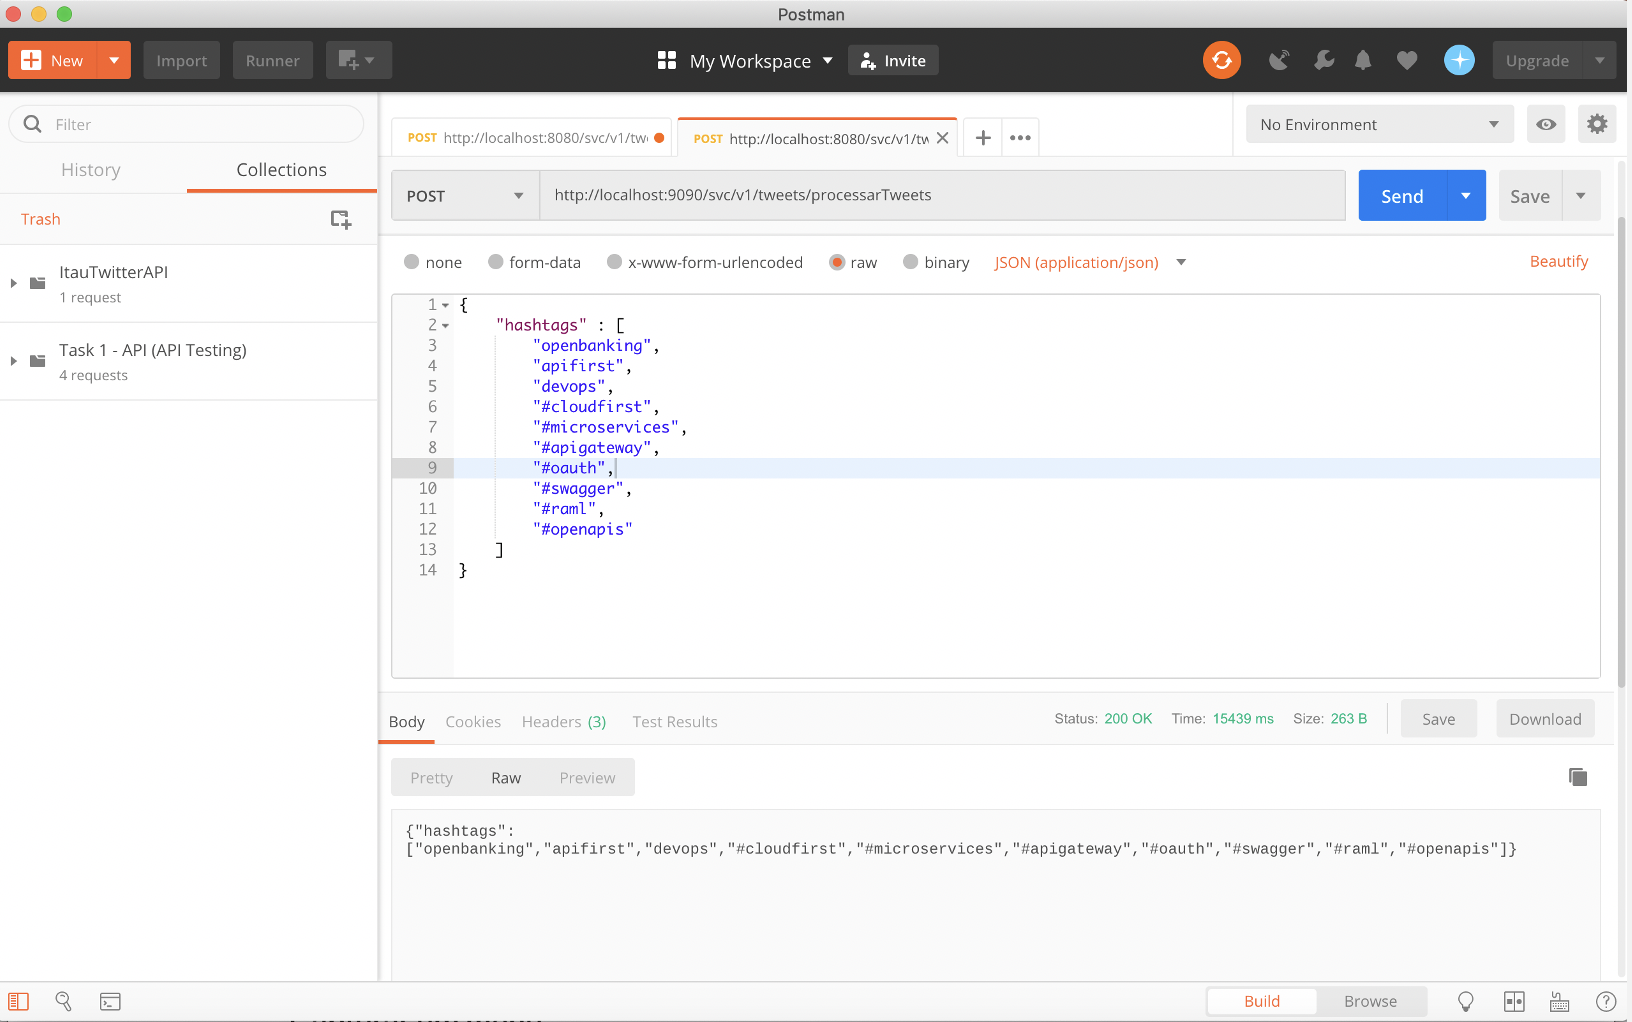 Postman
New
Import
Runner
My Workspace
Invite
Upgrade
Filter
History
Collections
Trash
ItauTwitterAPI
1 request
Task 1 - API (API Testing)
4 requests
POST http://localhost:8080/svc/v1/tw
POST http://localhost:8080/svc/v1/tw
No Environment
POST
http://localhost:9090/svc/v1/tweets/processarTweets
Send
Save
none
form-data
x-www-form-urlencoded
raw
binary
JSON (application/json)
Beautify
1 {
2 "hashtags" : [
3 "openbanking",
4 "apifirst",
5 "devops",
6 "#cloudfirst",
7 "#microservices",
8 "#apigateway",
9 "#oauth",
10 "#swagger",
11 "#raml",
12 "#openapis"
13 ]
14 }
Body
Cookies
Headers (3)
Test Results
Status: 200 OK
Time: 15439 ms
Size: 263 B
Save
Download
Pretty
Raw
Preview
{"hashtags":
["openbanking","apifirst","devops","#cloudfirst","#microservices","#apigateway","#oauth","#swagger","#raml","#openapis"]}
Build
Browse